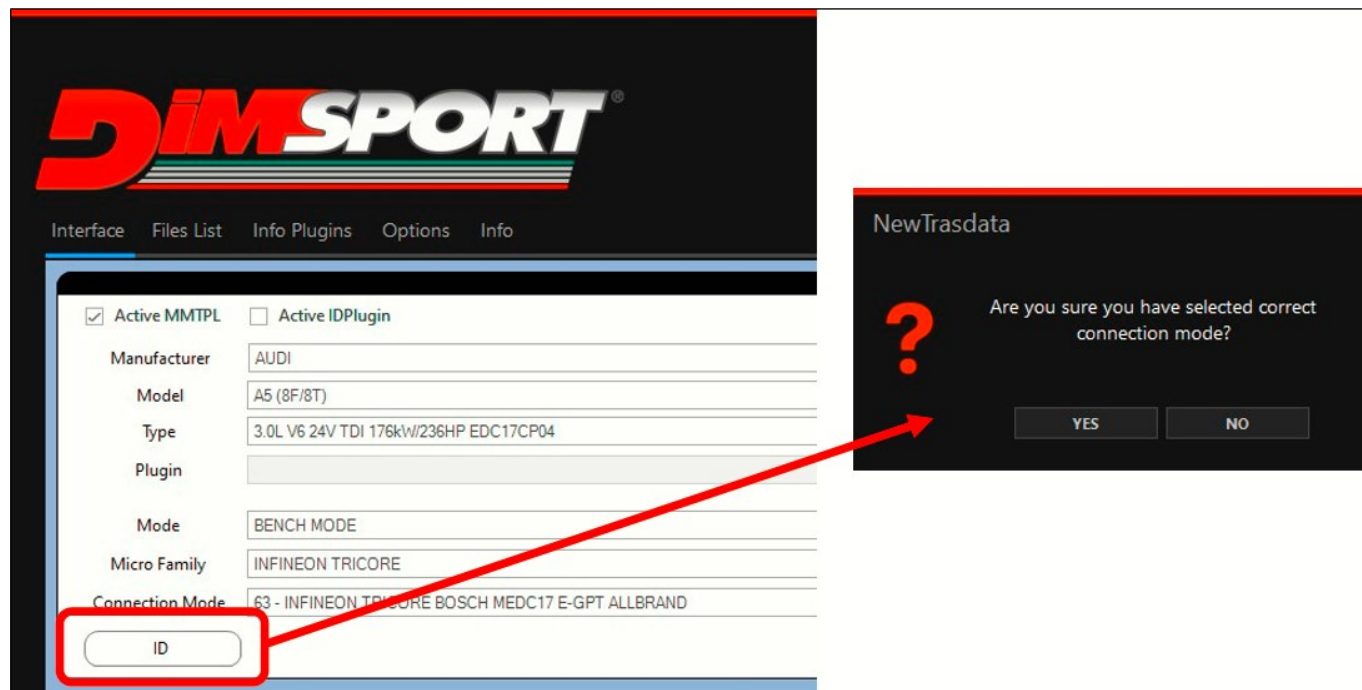 DiMSPORT®
Interface Files List Info Plugins Options Info
Active MMTPL Active IDPlugin
Manufacturer AUDI
Model A5 (8F/8T)
Type 3.0L V6 24V TDI 176kW/236HP EDC17CP04
Plugin
Mode BENCH MODE
Micro Family INFINEON TRICORE
Connection Mode 63 - INFINEON TRICORE BOSCH MEDC17 E-GPT ALLBRAND
ID
NewTrasdata
?
Are you sure you have selected correct
connection mode?
YES NO